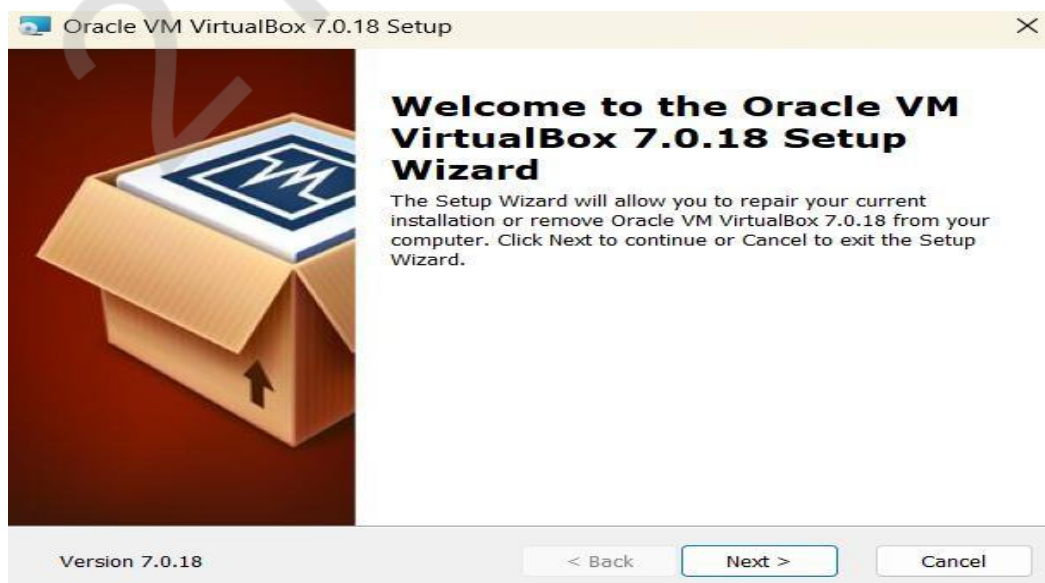 Oracle VM VirtualBox 7.0.18 Setup
Welcome to the Oracle VM
VirtualBox 7.0.18 Setup
Wizard
The Setup Wizard will allow you to repair your current
installation or remove Oracle VM VirtualBox 7.0.18 from your
computer. Click Next to continue or Cancel to exit the Setup
Wizard.
Version 7.0.18
< Back
Next >
Cancel